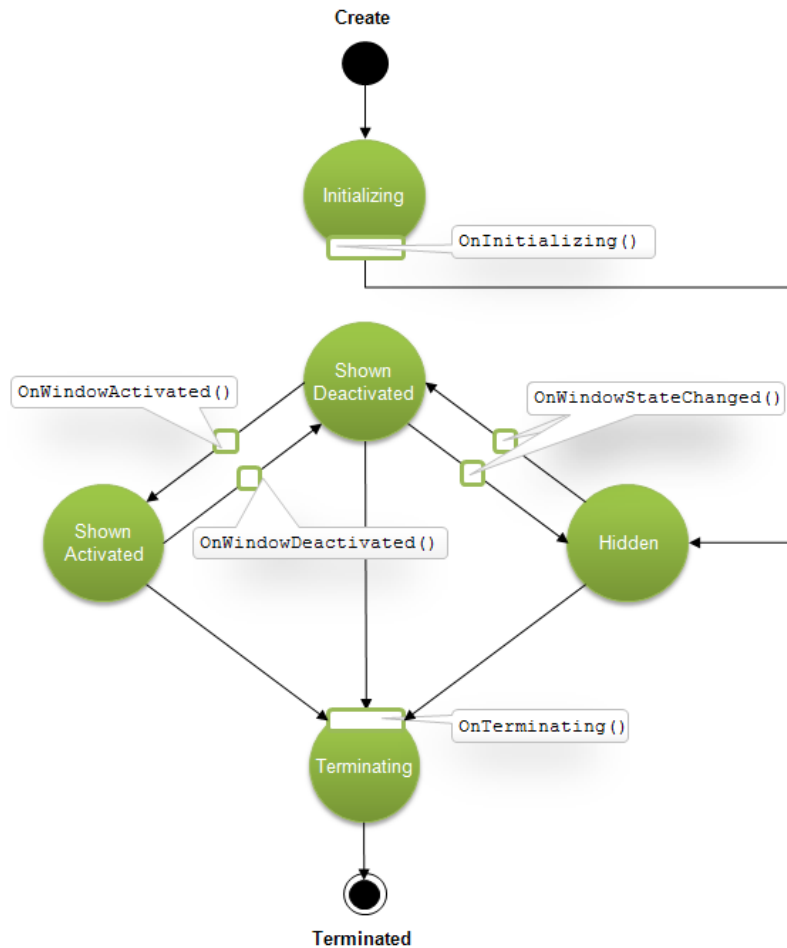 Create
Initializing
OnInitializing()
Shown
Deactivated
OnWindowActivated()
OnWindowStateChanged()
Shown
Activated
OnWindowDeactivated()
Hidden
OnTerminating()
Terminating
Terminated